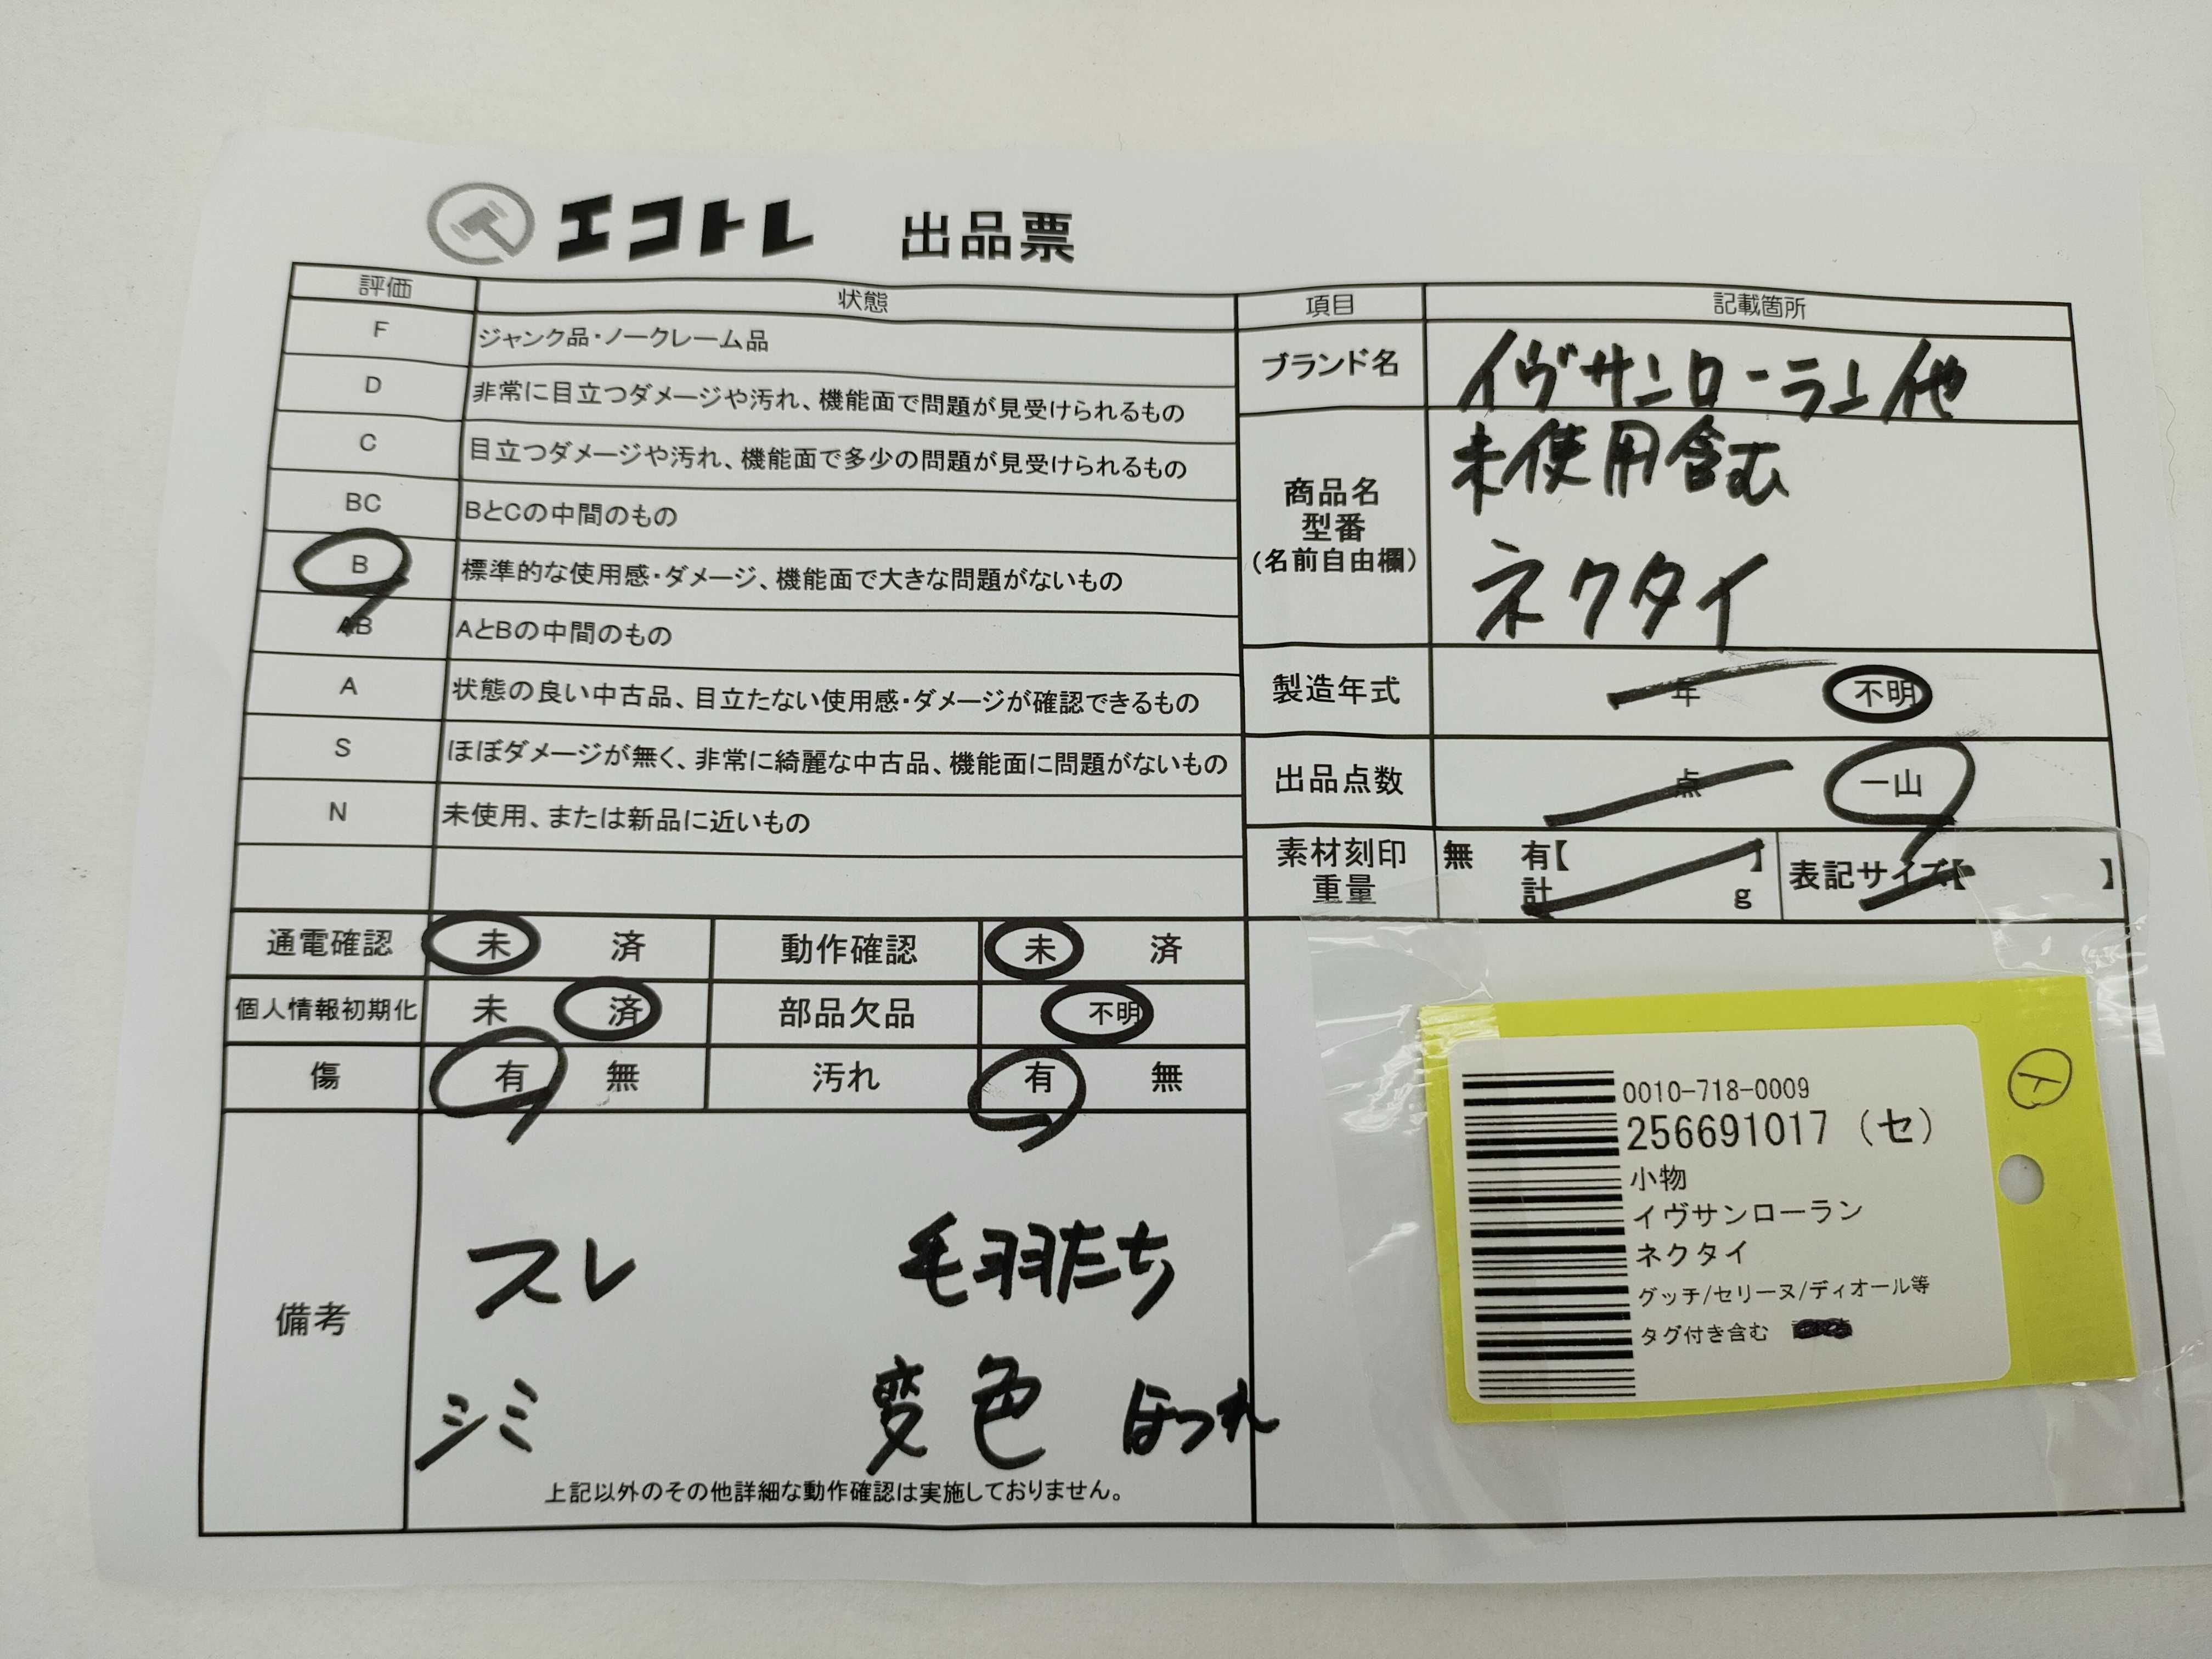 エコトレ 出品票
評価 状態
F ジャンク品・ノークレーム品
D 非常に目立つダメージや汚れ、機能面で問題が見受けられるもの
C 目立つダメージや汚れ、機能面で多少の問題が見受けられるもの
BC BとCの中間のもの
B 標準的な使用感・ダメージ、機能面で大きな問題がないもの
AB AとBの中間のもの
A 状態の良い中古品、目立たない使用感・ダメージが確認できるもの
S ほぼダメージが無く、非常に綺麗な中古品、機能面に問題がないもの
N 未使用、または新品に近いもの
通電確認 未 済 動作確認 未 済
個人情報初期化 未 済 部品欠品 不明
傷 有 無 汚れ 有 無
備考
スレ 毛羽たち
シミ 変色 ほつれ
上記以外のその他詳細な動作確認は実施しておりません。
項目 記載箇所
ブランド名 イヴサンローラン他
商品名
型番
(名前自由欄)
未使用含む
ネクタイ
製造年式 年 不明
出品点数 点 一山
素材刻印
重量
無 有【 】
計 g
表記サイズ【 】
0010-718-0009
256691017 (セ)
小物
イヴサンローラン
ネクタイ
グッチ/セリーヌ/ディオール等
タグ付き含む